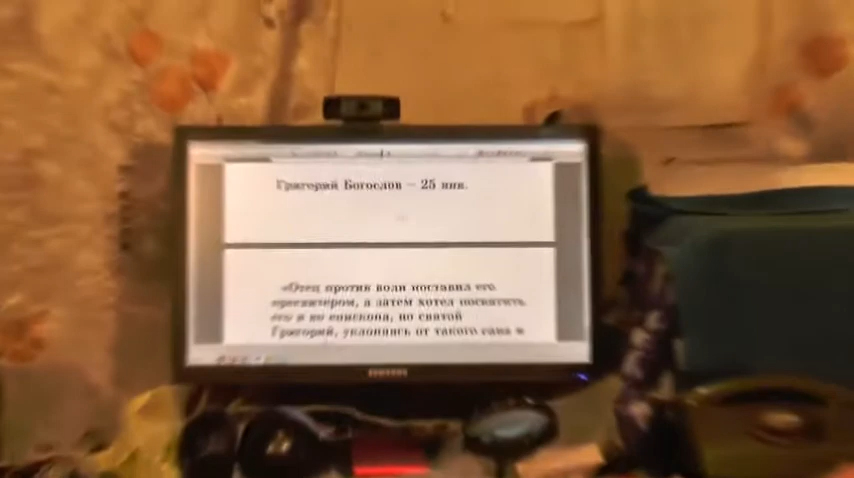 Григорий Богослов – 25 янв.
«Отец против воли поставил его
пресвитером, а затем хотел посвятить
его и во епископа, но святой
Григорий, уклоняясь от такого сана и
SAMSUNG